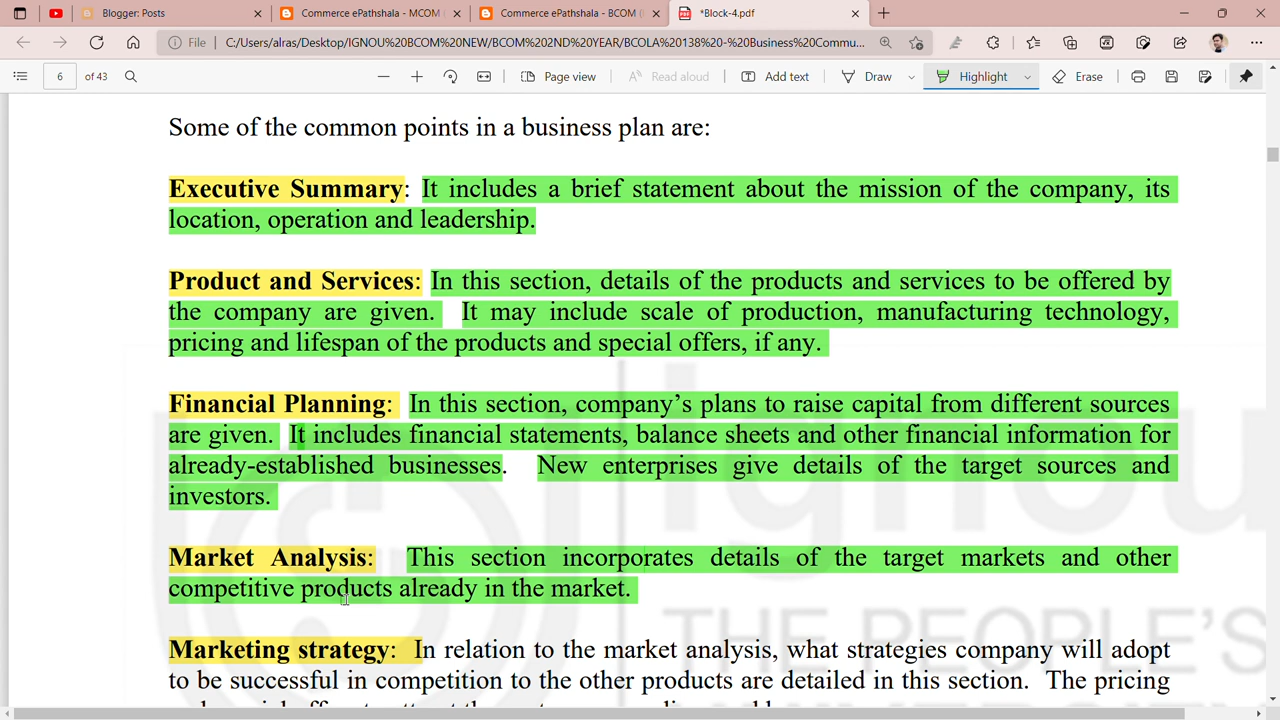 Blogger: Posts
Commerce ePathshala - MCOM (
Commerce ePathshala - BCOM (
*Block-4.pdf
File
C:/Users/alras/Desktop/IGNOU%20BCOM%20NEW/BCOM%202ND%20YEAR/BCOLA%20138%20-%20Business%20Commu...
6 of 43
Page view
Read aloud
Add text
Draw
Highlight
Erase
Some of the common points in a business plan are:
Executive Summary: It includes a brief statement about the mission of the company, its
location, operation and leadership.
Product and Services: In this section, details of the products and services to be offered by
the company are given. It may include scale of production, manufacturing technology,
pricing and lifespan of the products and special offers, if any.
Financial Planning: In this section, company’s plans to raise capital from different sources
are given. It includes financial statements, balance sheets and other financial information for
already-established businesses. New enterprises give details of the target sources and
investors.
Market Analysis: This section incorporates details of the target markets and other
competitive products already in the market.
Marketing strategy: In relation to the market analysis, what strategies company will adopt
to be successful in competition to the other products are detailed in this section. The pricing
ignou
THE PEOPLE'S